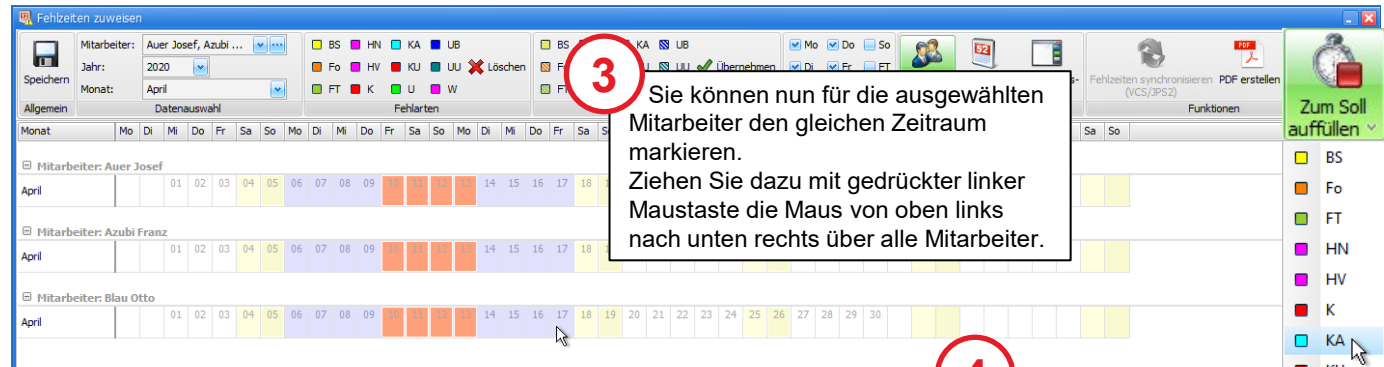 Fehlzeiten zuweisen
Mitarbeiter: Auer Josef, Azubi ...
Jahr: 2020
Monat: April
Speichern
Allgemein
Datenauswahl
BS HN KA UB
Fo HV KU UU Löschen
FT K U W
Fehlarten
BS KA UB
UU Übernehmen
Mo Do So
Di Fr FT
52
Fehlzeiten synchronisieren
(VCS/JPS2)
PDF
PDF erstellen
Funktionen
Zum Soll
auffüllen
BS
Fo
FT
HN
HV
K
KA
3
Sie können nun für die ausgewählten
Mitarbeiter den gleichen Zeitraum
markieren.
Ziehen Sie dazu mit gedrückter linker
Maustaste die Maus von oben links
nach unten rechts über alle Mitarbeiter.
Monat Mo Di Mi Do Fr Sa So Mo Di Mi Do Fr Sa So Mo Di Mi Do Fr Sa Sa So
Mitarbeiter: Auer Josef
April 01 02 03 04 05 06 07 08 09 10 11 12 13 14 15 16 17 18
Mitarbeiter: Azubi Franz
April 01 02 03 04 05 06 07 08 09 10 11 12 13 14 15 16 17 18
Mitarbeiter: Blau Otto
April 01 02 03 04 05 06 07 08 09 10 11 12 13 14 15 16 17 18 19 20 21 22 23 24 25 26 27 28 29 30